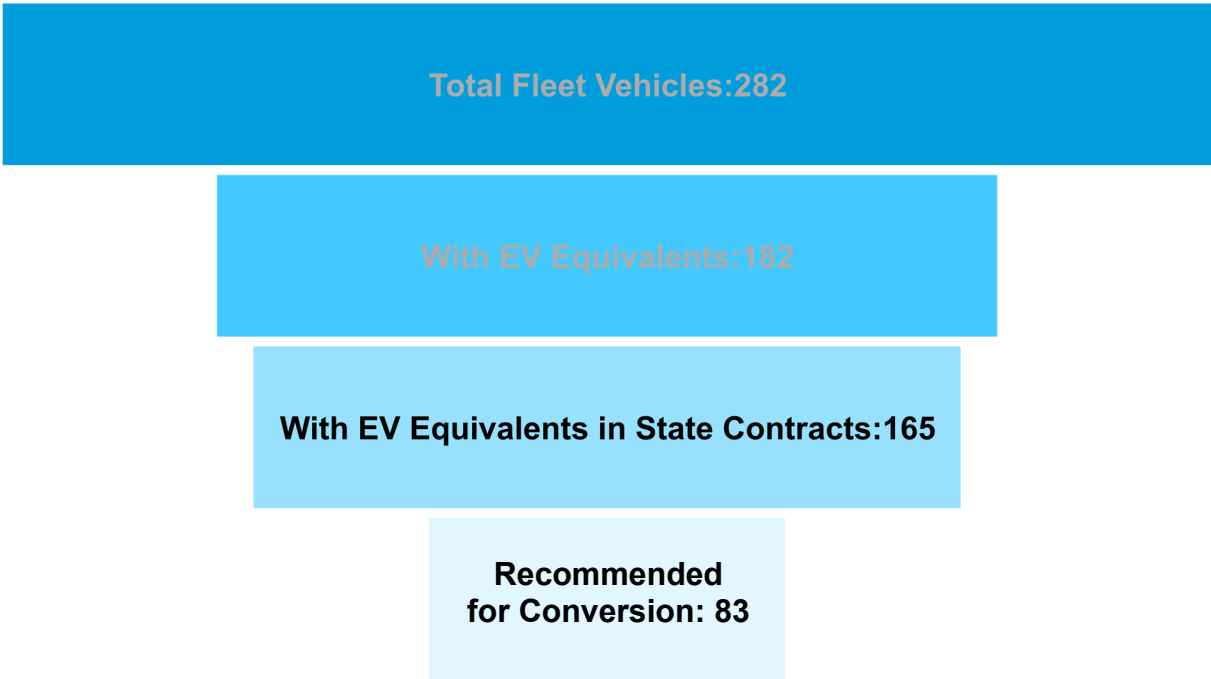 Total Fleet Vehicles:282
With EV Equivalents:182
With EV Equivalents in State Contracts:165
Recommended
for Conversion: 83